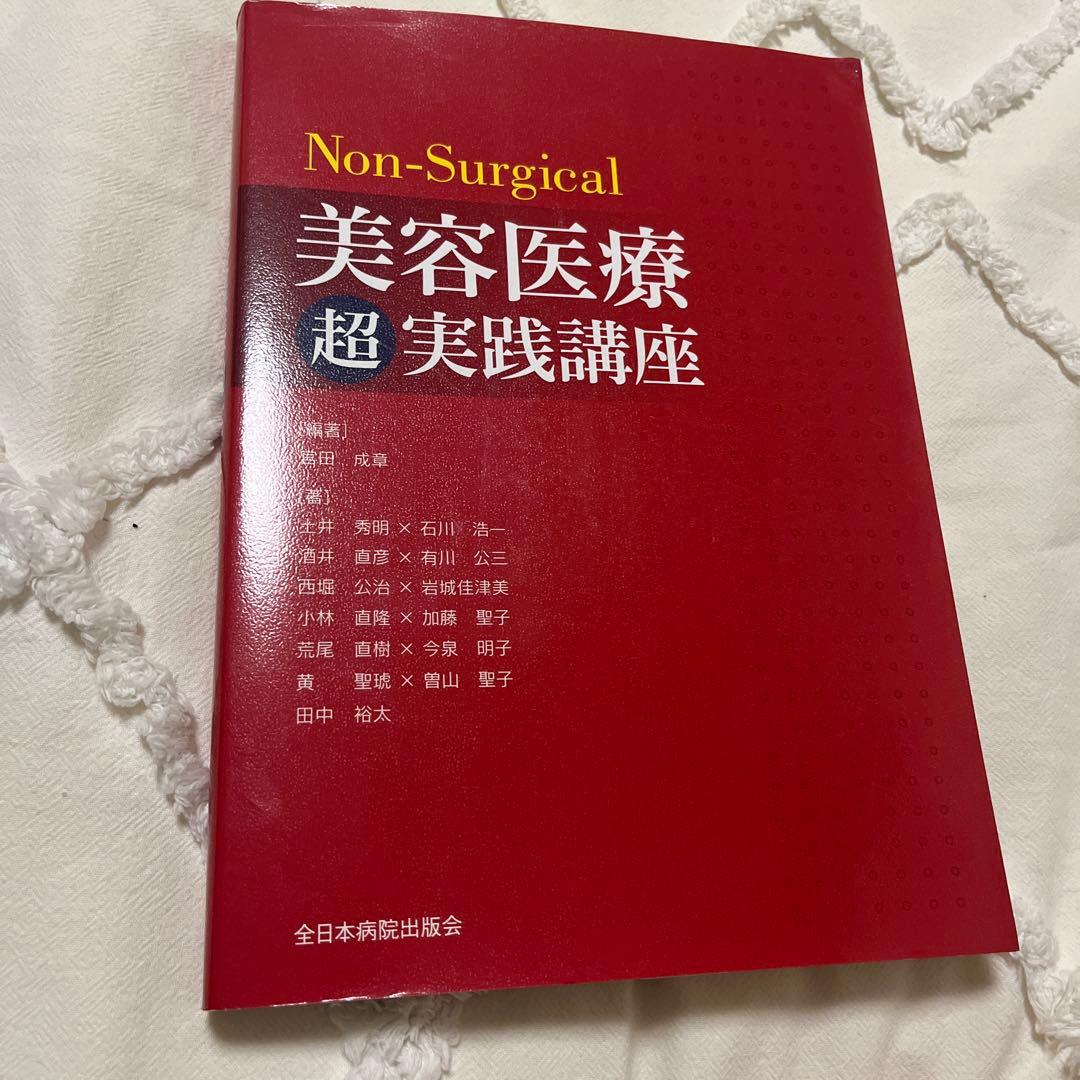 Non-Surgical
美容医療
超 実践講座
[編著]
宮田 成章
[著]
土井 秀明 × 石川 浩一
酒井 直彦 × 有川 公三
西堀 公治 × 岩城佳津美
小林 直隆 × 加藤 聖子
荒尾 直樹 × 今泉 明子
黄 聖琥 × 曽山 聖子
田中 裕太
全日本病院出版会